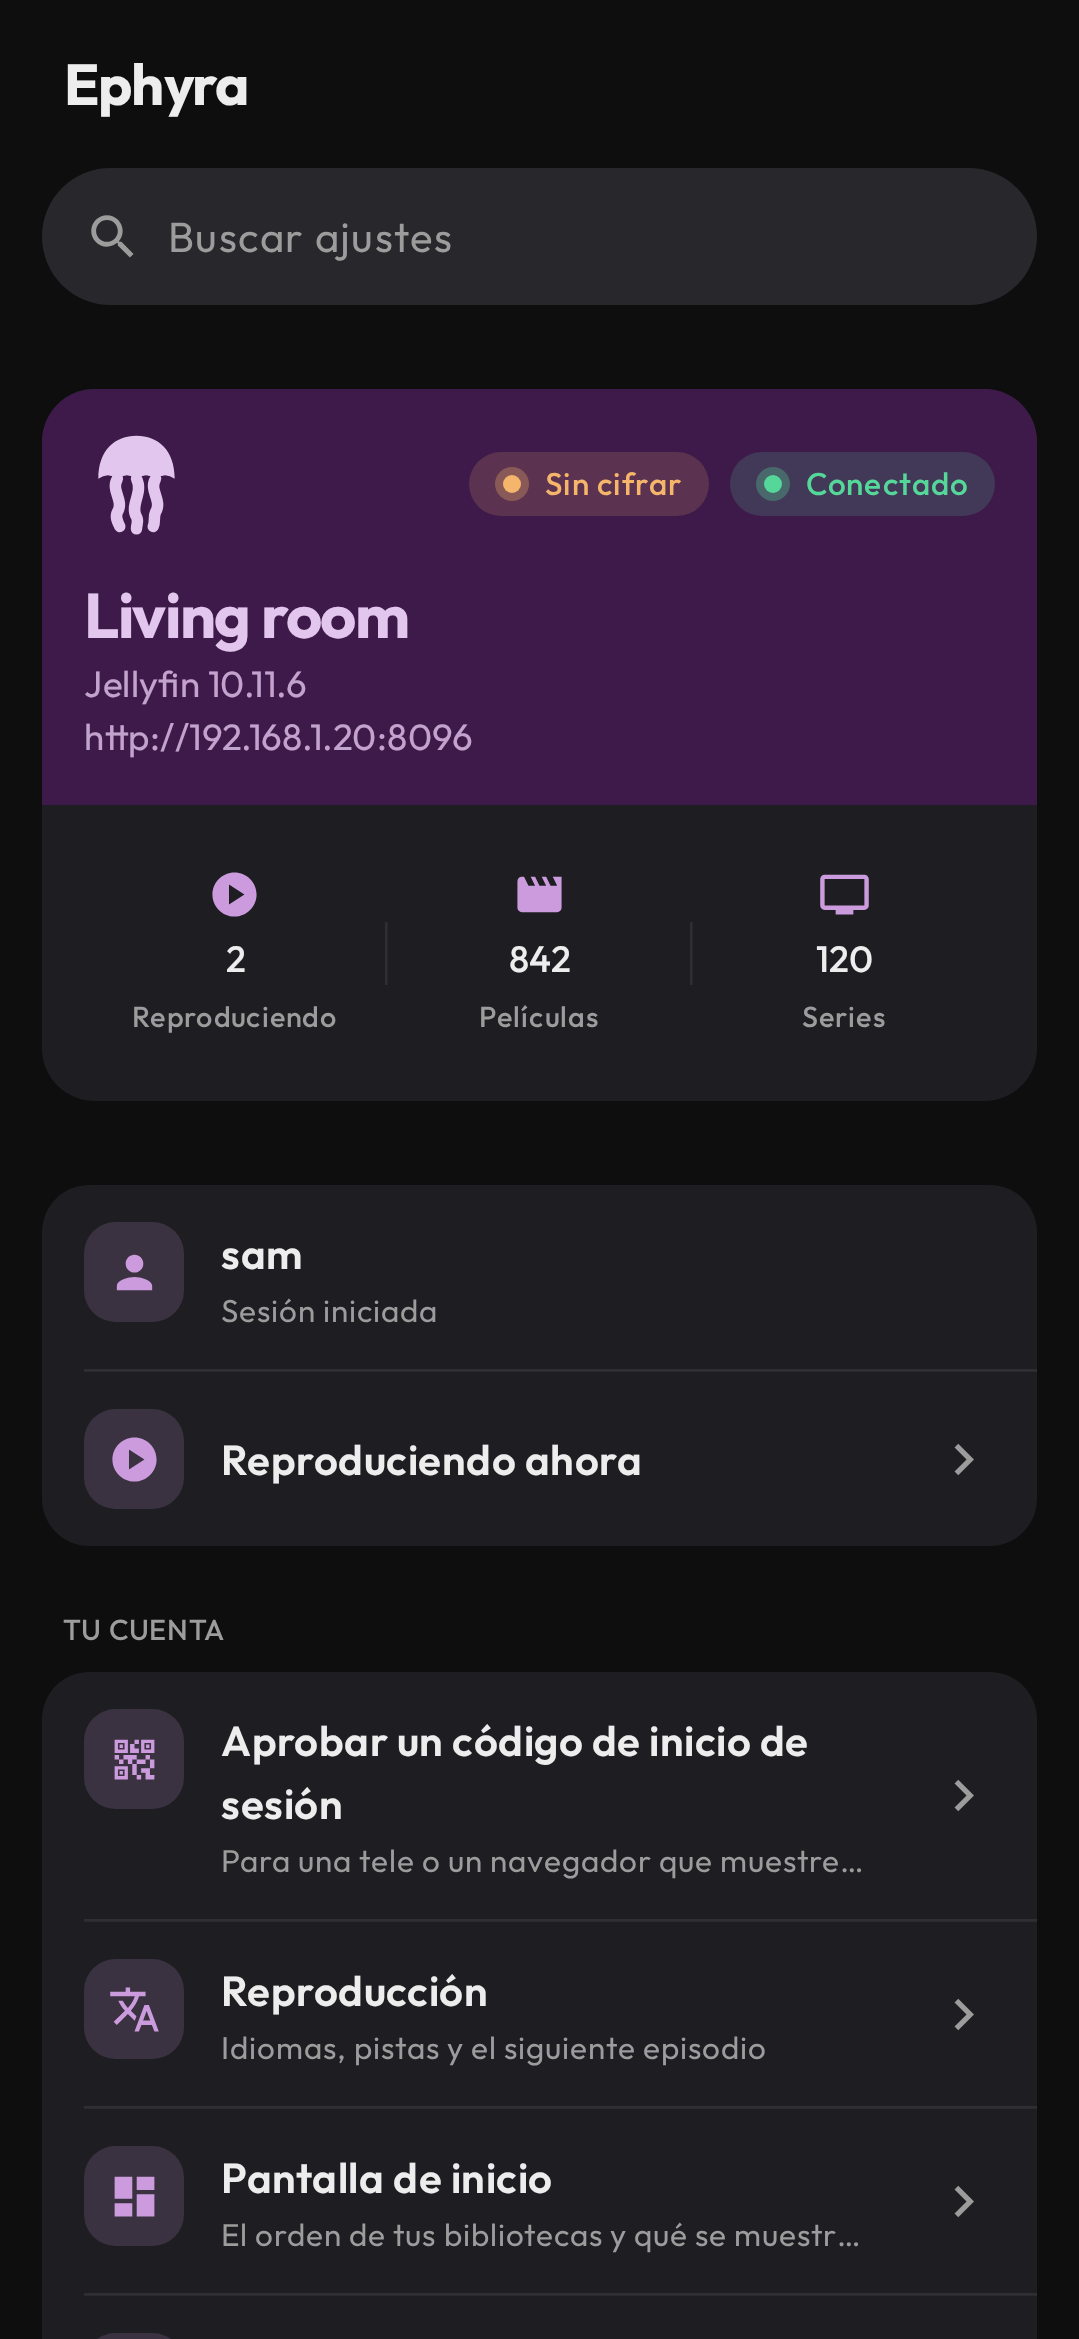 Ephyra
Buscar ajustes
Sin cifrar
Conectado
Living room
Jellyfin 10.11.6
http://192.168.1.20:8096
2
842
120
Reproduciendo
Películas
Series
sam
Sesión iniciada
Reproduciendo ahora
TU CUENTA
Aprobar un código de inicio de
sesión
Para una tele o un navegador que muestre...
Reproducción
Idiomas, pistas y el siguiente episodio
Pantalla de inicio
El orden de tus bibliotecas y qué se muestr...